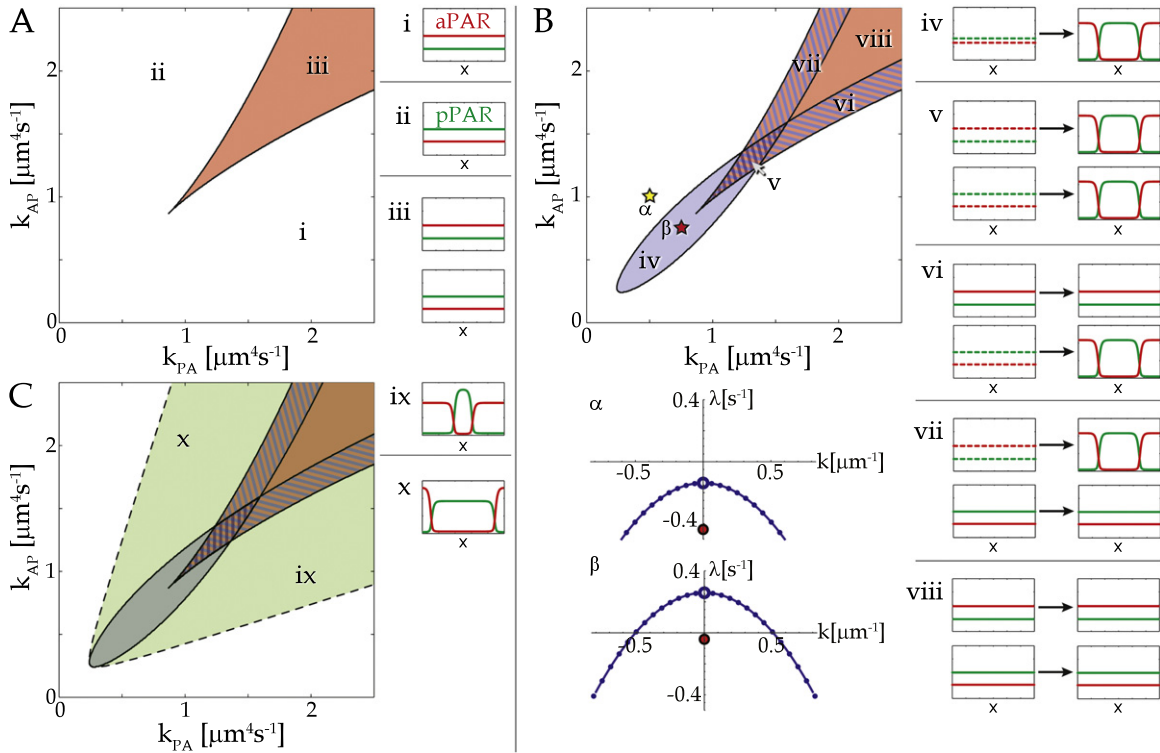 A
k_AP [μm⁴s⁻¹]
2
1
0
ii
iii
i
0
1
2
k_PA [μm⁴s⁻¹]
i
aPAR
x
ii
pPAR
x
iii
x
B
k_AP [μm⁴s⁻¹]
2
1
0
vii
viii
vi
v
α
β
iv
0
1
2
k_PA [μm⁴s⁻¹]
α
0.4
λ[s⁻¹]
k[μm⁻¹]
-0.5
0.5
-0.4
β
0.4
λ[s⁻¹]
k[μm⁻¹]
-0.5
0.5
-0.4
iv
x
x
v
x
x
vi
x
x
vii
x
x
viii
x
x
C
k_AP [μm⁴s⁻¹]
2
1
0
x
ix
0
1
2
k_PA [μm⁴s⁻¹]
ix
x
x
x